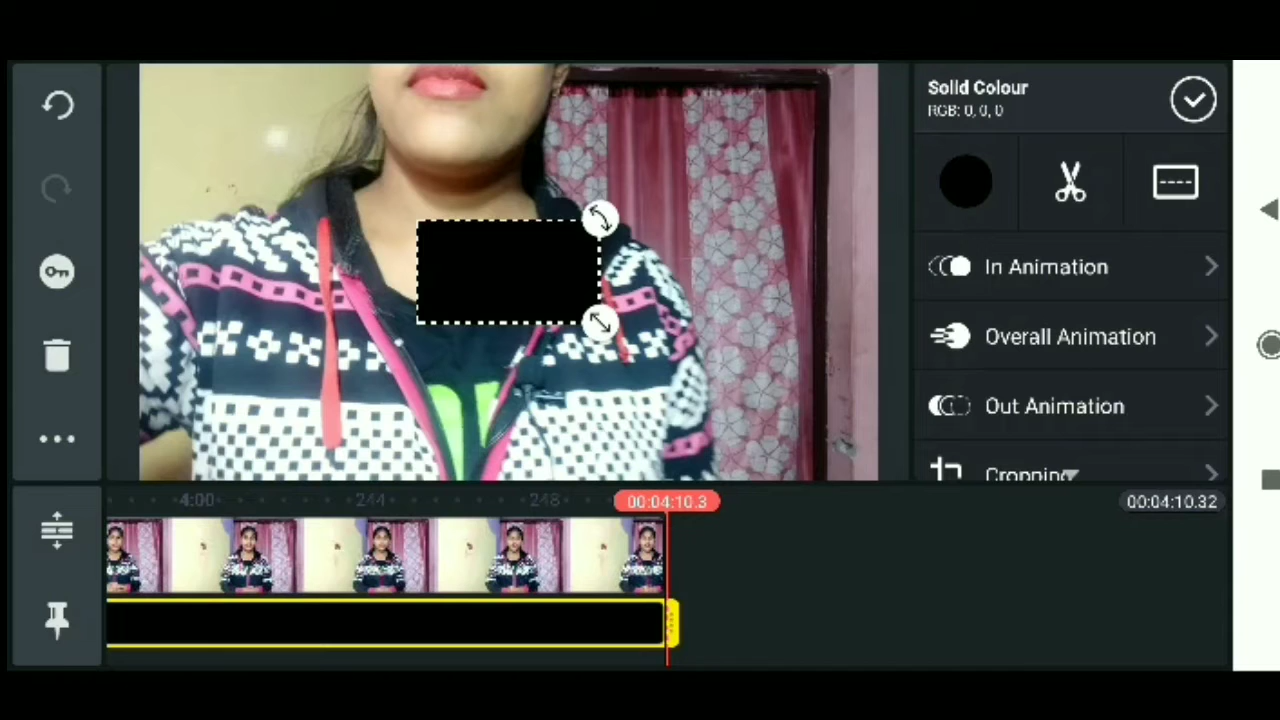 Solid Colour
RGB: 0, 0, 0
In Animation
Overall Animation
Out Animation
Cropping
4:00
244
248
00:04:10.3
00:04:10.32